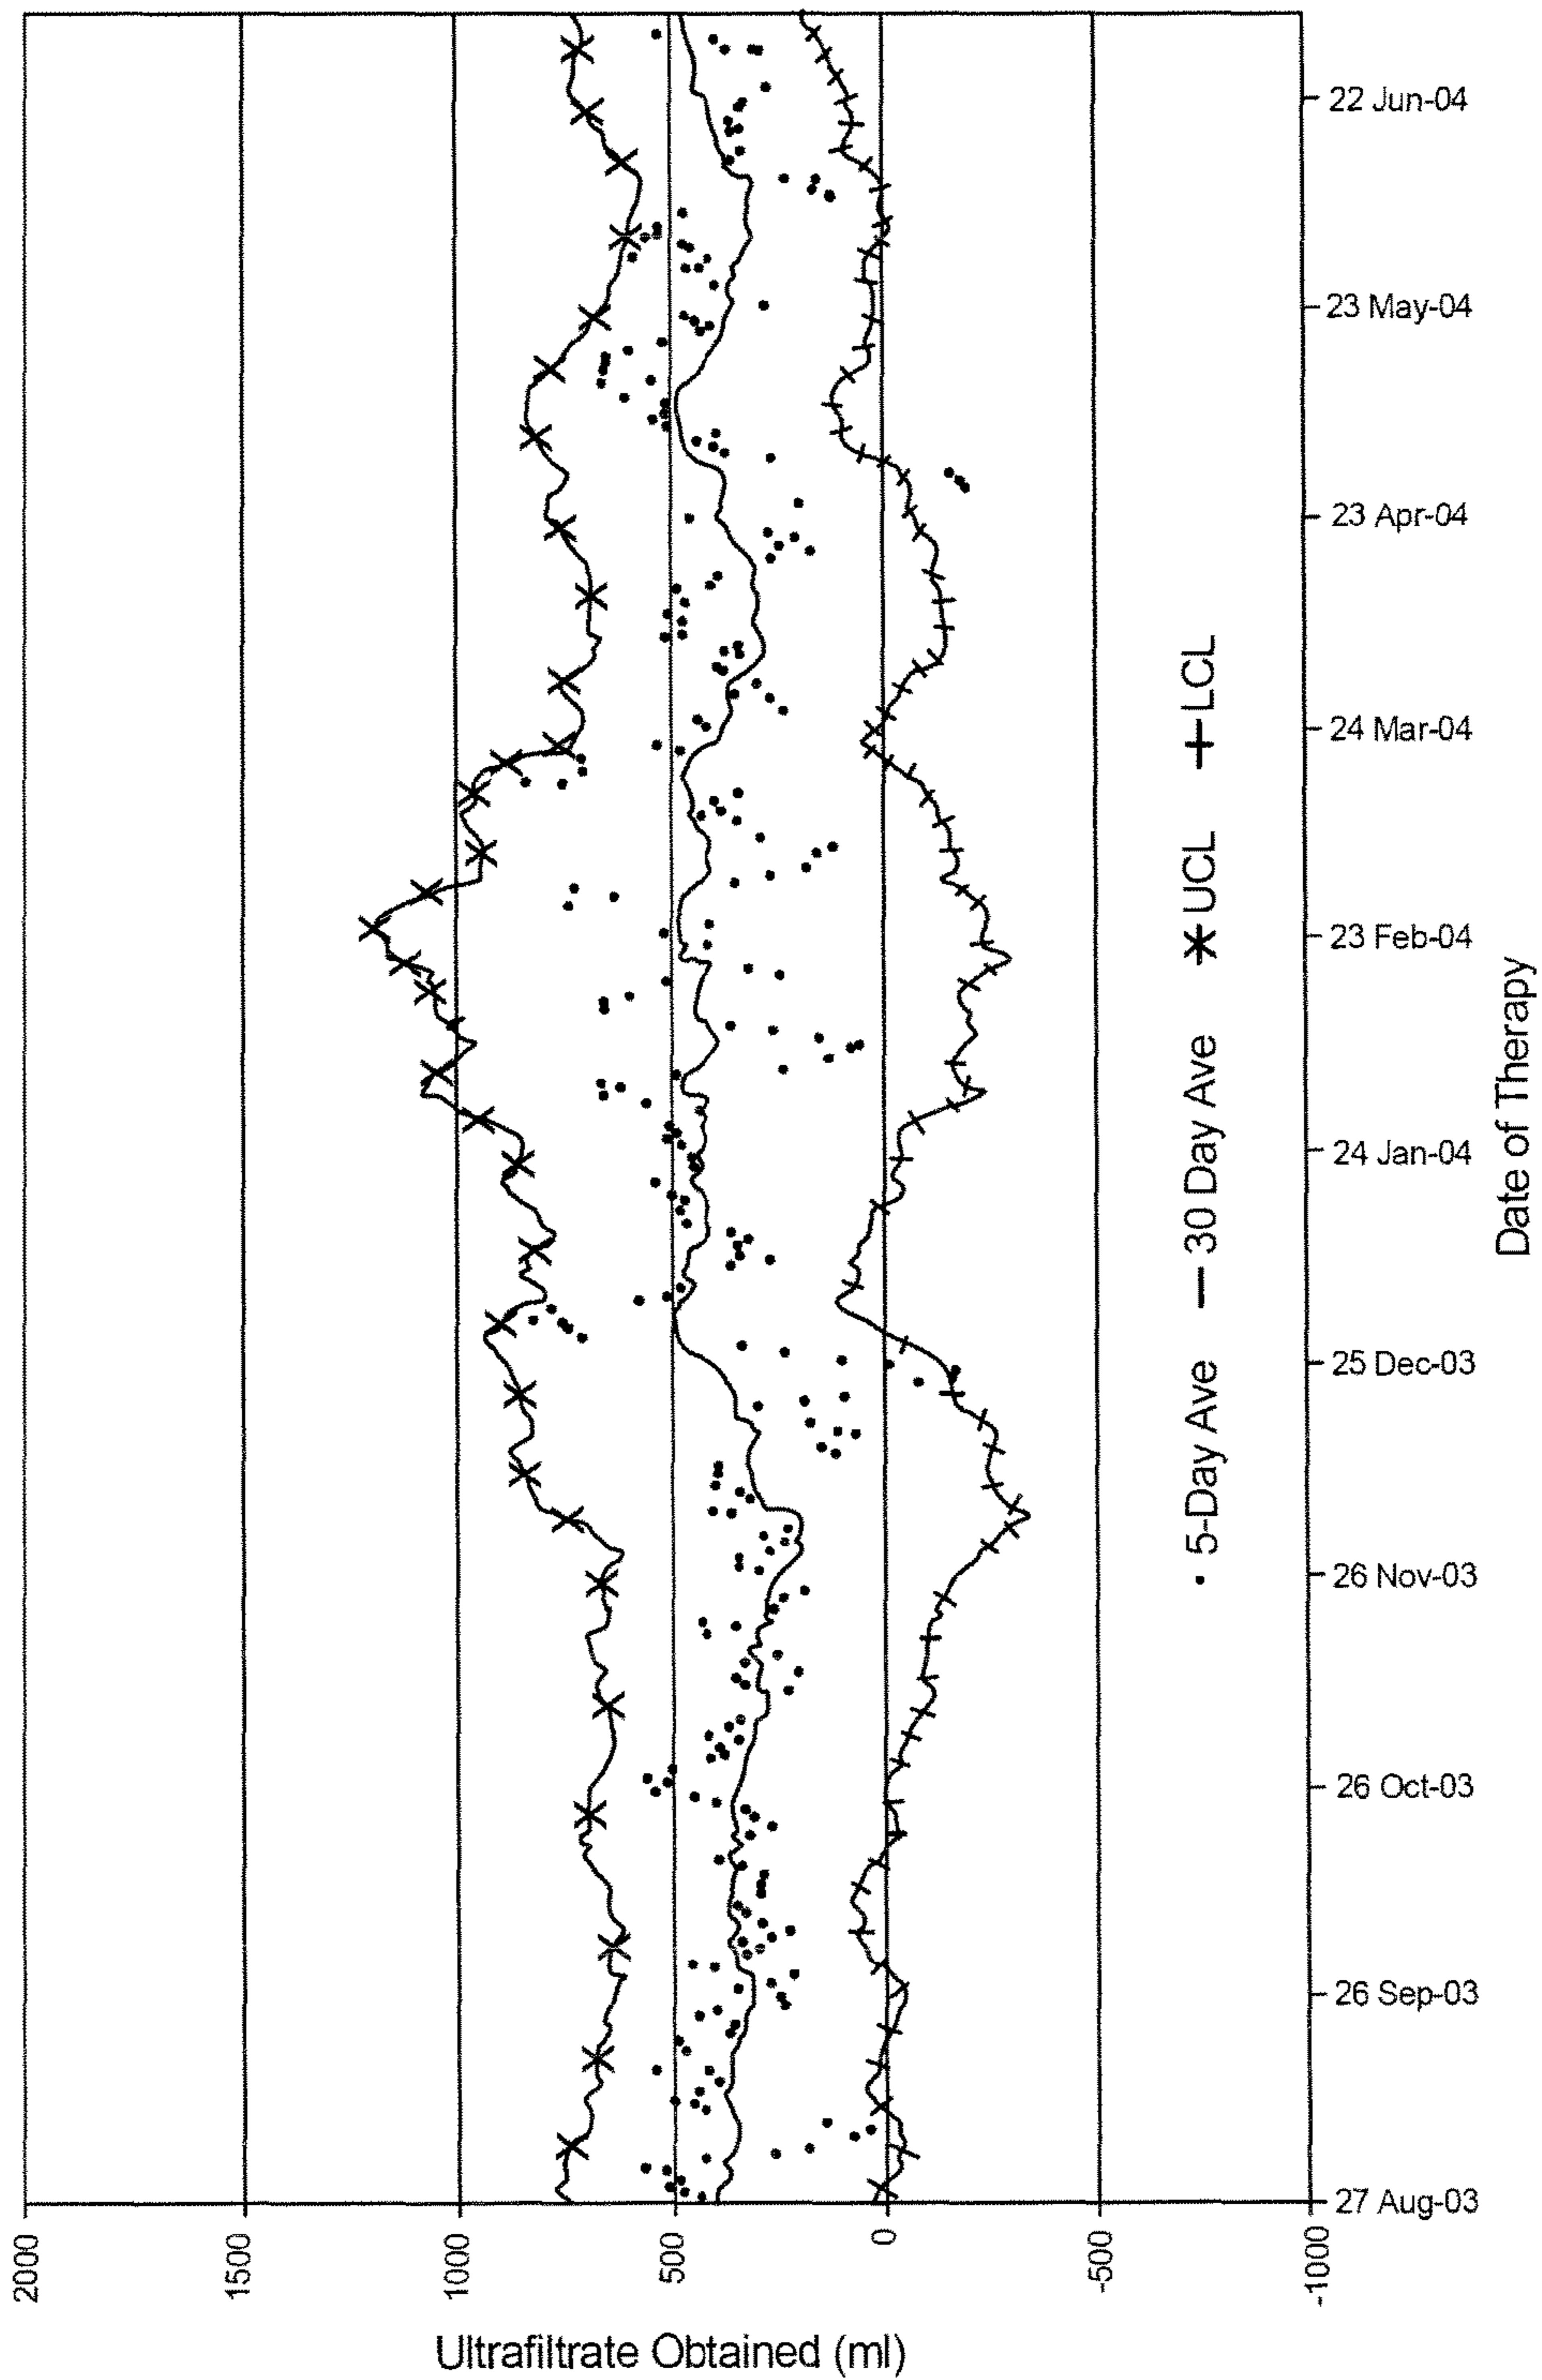 Ultrafiltrate Obtained (ml)
2000
1500
1000
500
0
-500
-1000
27 Aug-03
26 Sep-03
26 Oct-03
26 Nov-03
25 Dec-03
24 Jan-04
23 Feb-04
24 Mar-04
23 Apr-04
23 May-04
22 Jun-04
5-Day Ave 30 Day Ave UCL LCL
Date of Therapy